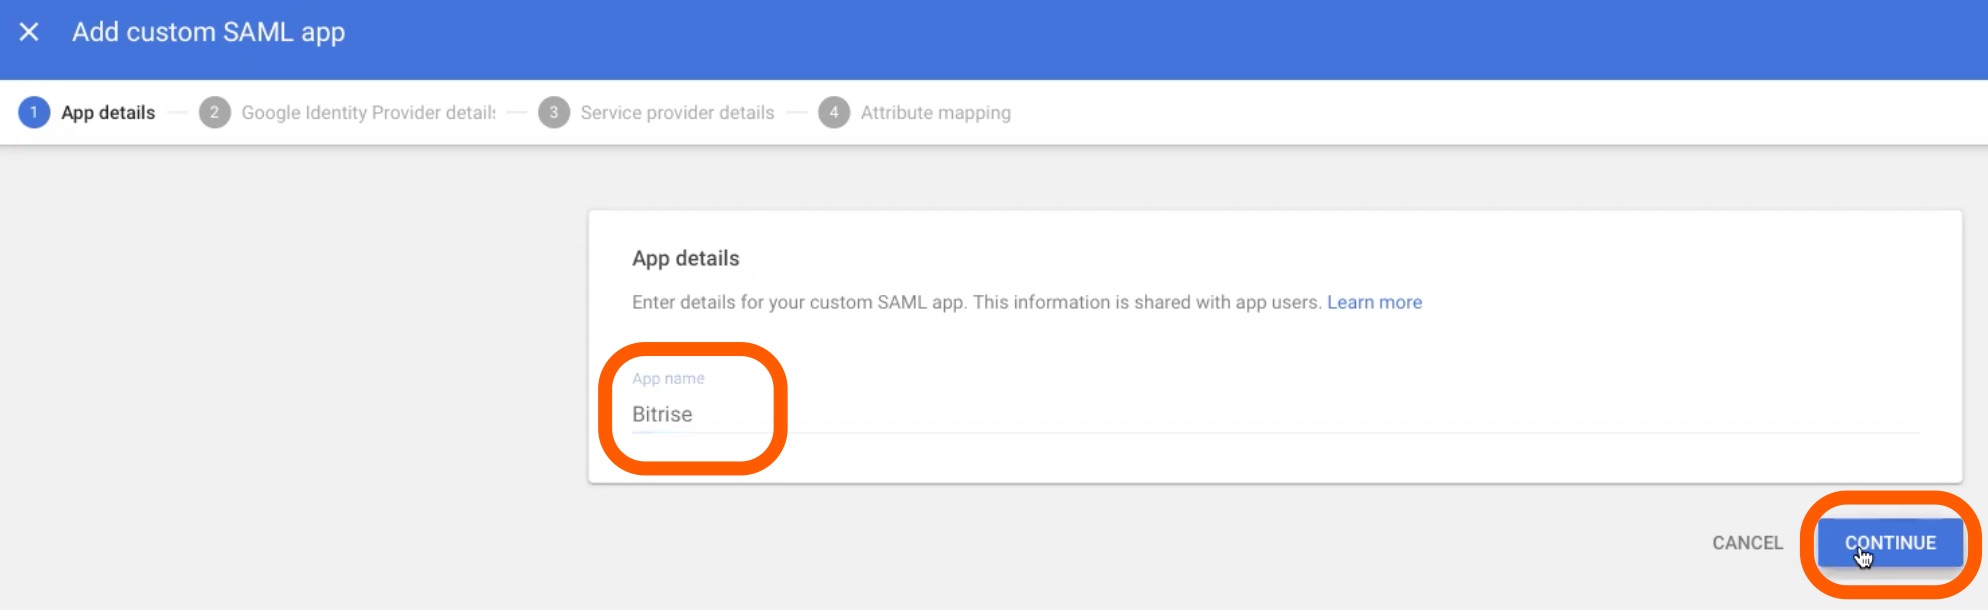 Add custom SAML app
1 App details
2 Google Identity Provider details
3 Service provider details
4 Attribute mapping
App details
Enter details for your custom SAML app. This information is shared with app users. Learn more
App name
Bitrise
CANCEL
CONTINUE